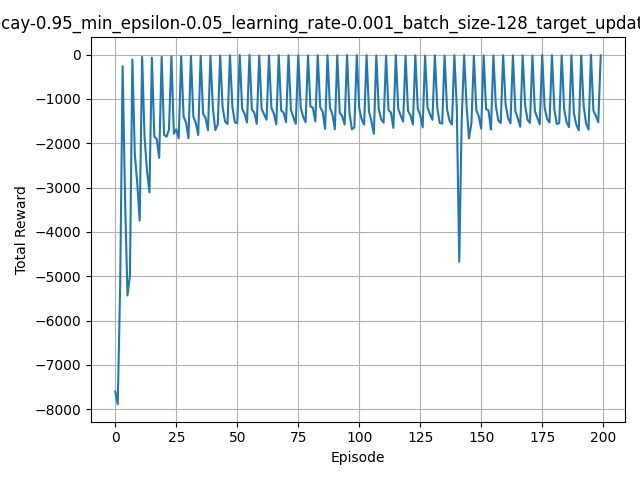 cay-0.95_min_epsilon-0.05_learning_rate-0.001_batch_size-128_target_updat
0
−1000
−2000
−3000
−4000
−5000
−6000
−7000
−8000
Total Reward
0 25 50 75 100 125 150 175 200
Episode